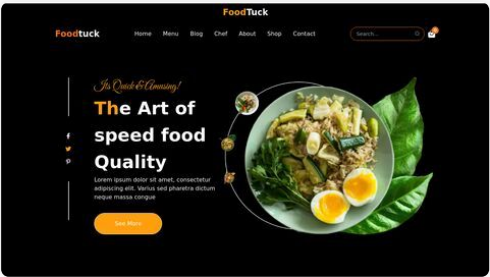 FoodTuck
Foodtuck Home Menu Blog Chef About Shop Contact Search...
Its Quick & Amusing!
The Art of
speed food
Quality
Lorem ipsum dolor sit amet, consectetur
adipiscing elit. Varius sed pharetra dictum
neque massa congue
See More